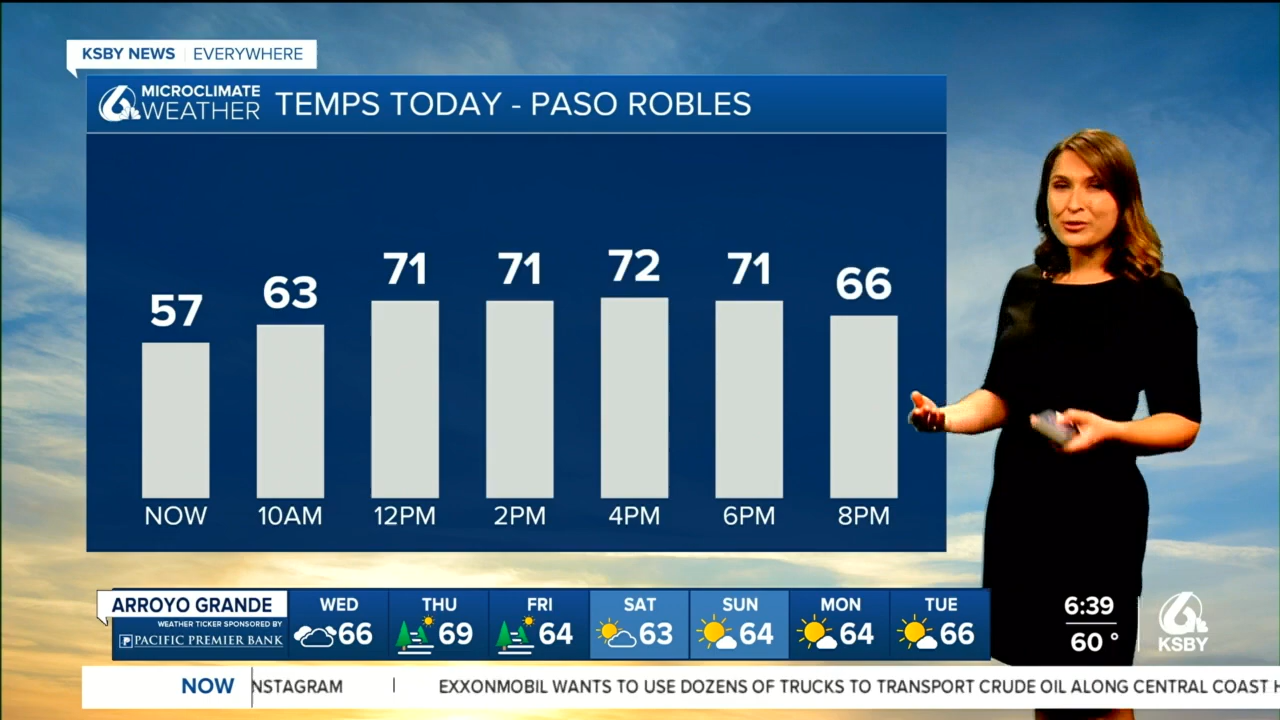 KSBY NEWS | EVERYWHERE
6 MICROCLIMATE WEATHER
TEMPS TODAY - PASO ROBLES
57 63 71 71 72 71 66
NOW 10AM 12PM 2PM 4PM 6PM 8PM
ARROYO GRANDE
WEATHER TICKER SPONSORED BY
PACIFIC PREMIER BANK
WED THU FRI SAT SUN MON TUE
66 69 64 63 64 64 66
6:39
60 °
6
KSBY
NOW
NSTAGRAM | EXXONMOBIL WANTS TO USE DOZENS OF TRUCKS TO TRANSPORT CRUDE OIL ALONG CENTRAL COAST H